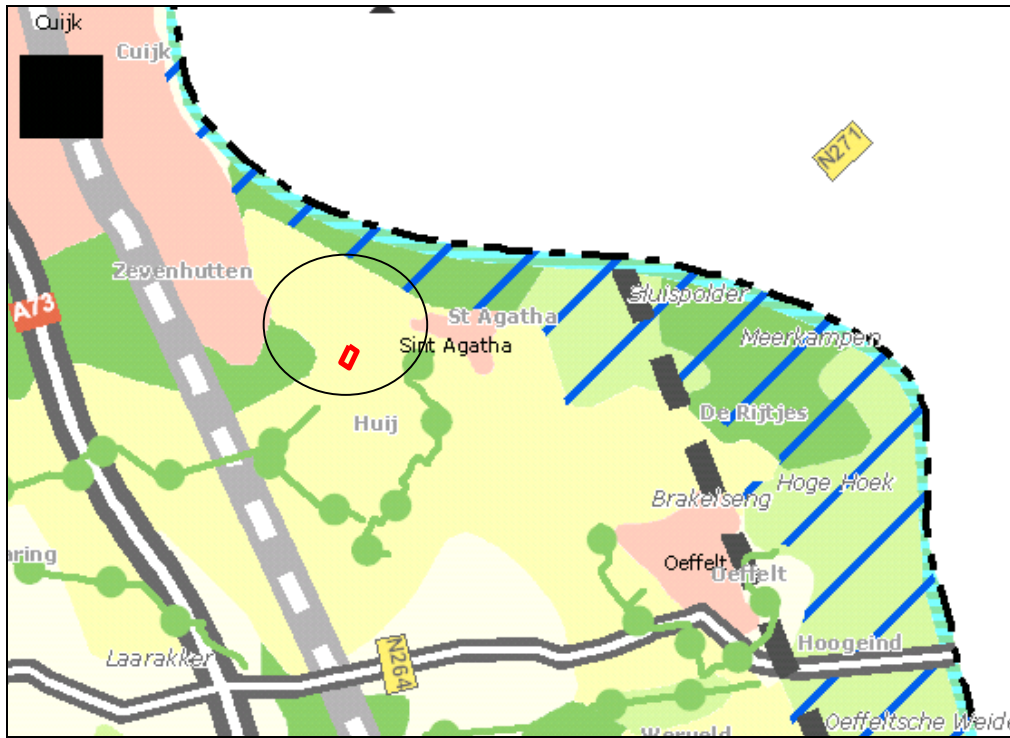 Cuijk
Cuijk
N271
Zevenhutten
A73
Sluispolder
St Agatha
Meerkampen
Sint Agatha
De Rijtjes
Huij
Hoge Hoek
Brakelseng
aring
Oeffelt
Oeffelt
Hoogeind
Laarakker
N264
Oeffeltsche Weide